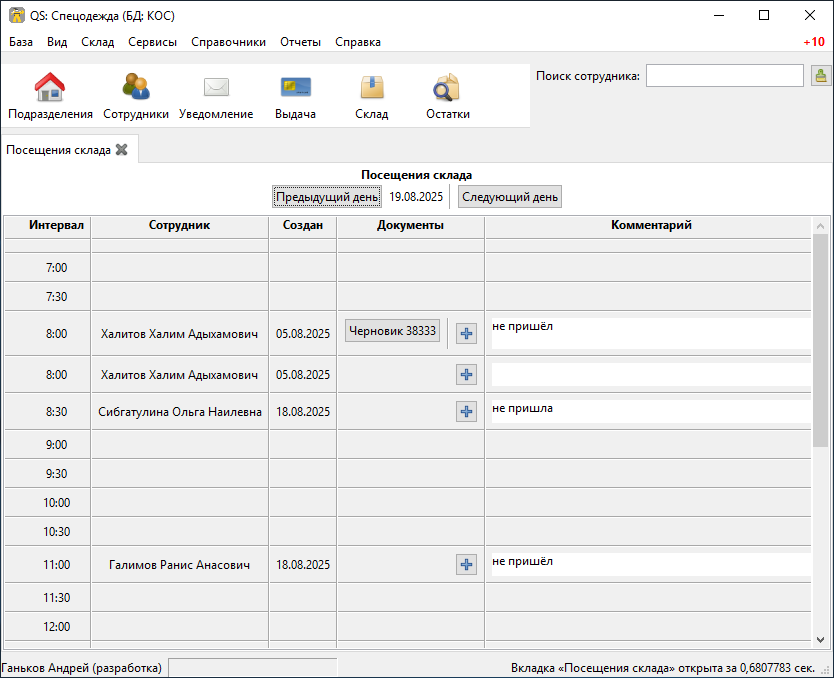 QS: Спецодежда (БД: КОС)
База Вид Склад Сервисы Справочники Отчеты Справка +10
Подразделения Сотрудники Уведомление Выдача Склад Остатки Поиск сотрудника:
Посещения склада
Посещения склада
Предыдущий день 19.08.2025 Следующий день
Интервал Сотрудник Создан Документы Комментарий
7:00
7:30
8:00 Халитов Халим Адыхамович 05.08.2025 Черновик 38333 не пришёл
8:00 Халитов Халим Адыхамович 05.08.2025
8:30 Сибгатулина Ольга Наилевна 18.08.2025 не пришла
9:00
9:30
10:00
10:30
11:00 Галимов Ранис Анасович 18.08.2025 не пришёл
11:30
12:00
Ганьков Андрей (разработка) Вкладка «Посещения склада» открыта за 0,6807783 сек.